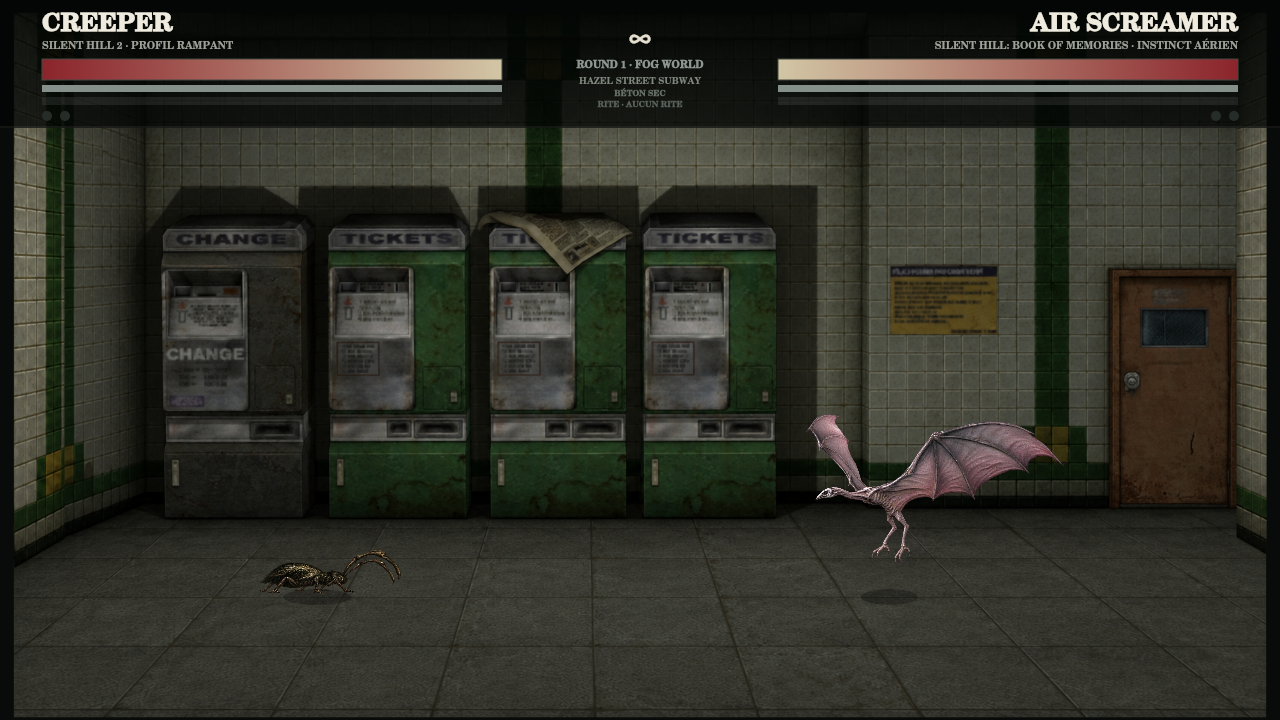 CREEPER
SILENT HILL 2 · PROFIL RAMPANT
∞
ROUND 1 · FOG WORLD
HAZEL STREET SUBWAY
BÉTON SEC
RITE · AUCUN RITE
AIR SCREAMER
SILENT HILL: BOOK OF MEMORIES · INSTINCT AÉRIEN
CHANGE
TICKETS
TICKETS
CHANGE